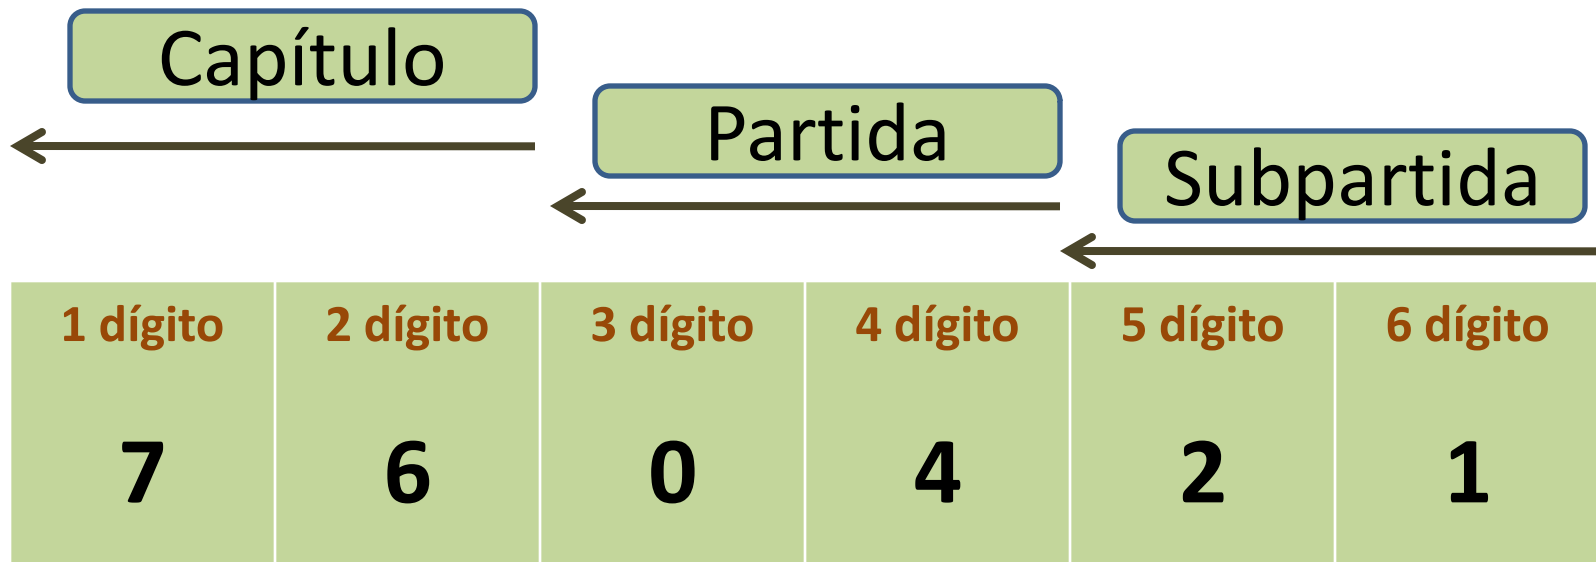 Capítulo
Partida
Subpartida
1 dígito 2 dígito 3 dígito 4 dígito 5 dígito 6 dígito
7 6 0 4 2 1